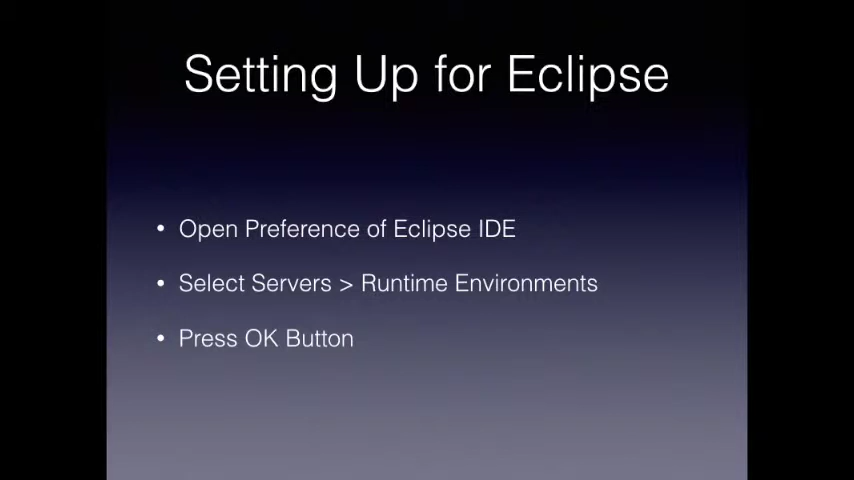 Setting Up for Eclipse
• Open Preference of Eclipse IDE
• Select Servers > Runtime Environments
• Press OK Button